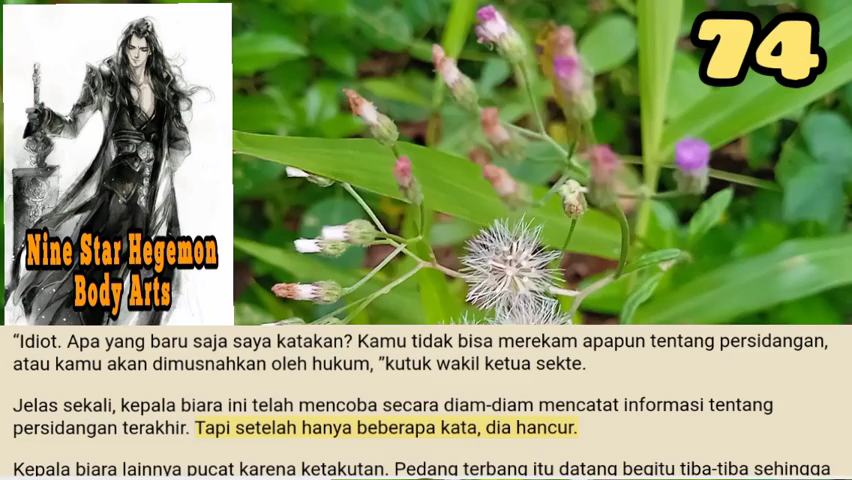 74
Nine Star Hegemon
Body Arts
“Idiot. Apa yang baru saja saya katakan? Kamu tidak bisa merekam apapun tentang persidangan,
atau kamu akan dimusnahkan oleh hukum, ”kutuk wakil ketua sekte.
Jelas sekali, kepala biara ini telah mencoba secara diam-diam mencatat informasi tentang
persidangan terakhir. Tapi setelah hanya beberapa kata, dia hancur.
Kepala biara lainnya pucat karena ketakutan. Pedang terbang itu datang begitu tiba-tiba sehingga